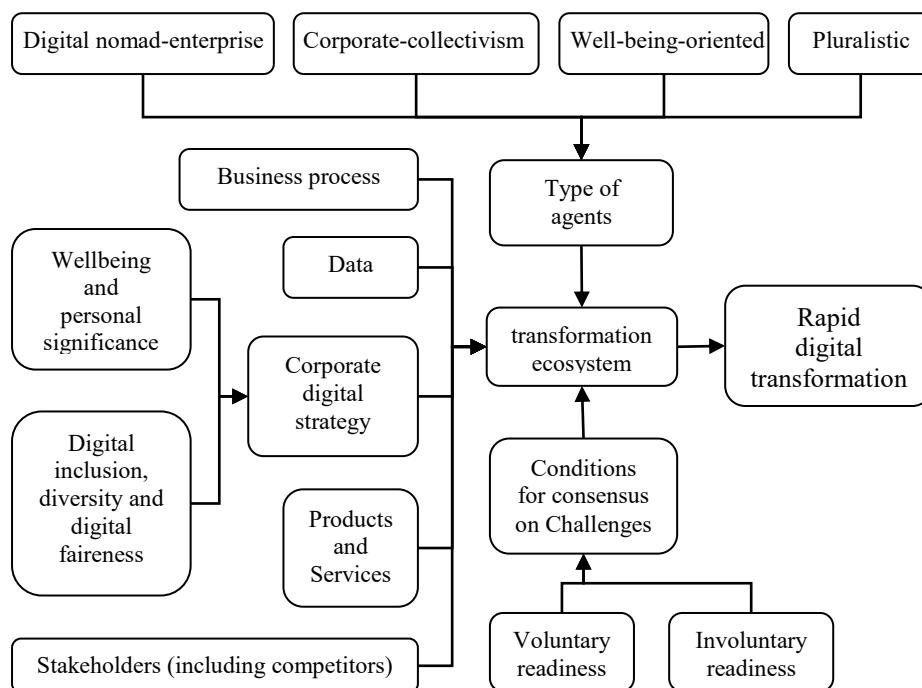 Digital nomad-enterprise
Corporate-collectivism
Well-being-oriented
Pluralistic
Business process
Type of
agents
Wellbeing
and
personal
significance
Data
transformation
ecosystem
Rapid
digital
transformation
Corporate
digital
strategy
Digital
inclusion,
diversity and
digital
faireness
Conditions
for consensus
on Challenges
Products
and
Services
Stakeholders (including competitors)
Voluntary
readiness
Involuntary
readiness